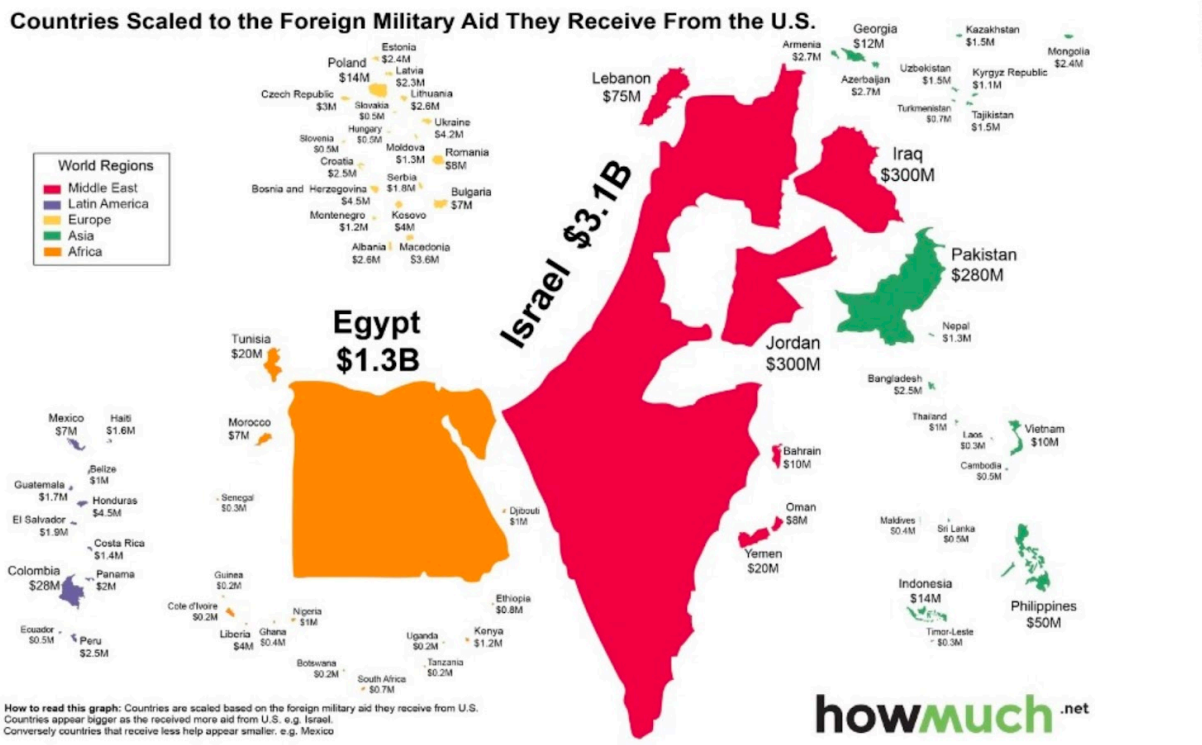 Countries Scaled to the Foreign Military Aid They Receive From the U.S.
World Regions
Middle East
Latin America
Europe
Asia
Africa
Estonia
$2.4M
Poland
$14M
Latvia
$2.3M
Czech Republic
$3M
Lithuania
$2.6M
Slovakia
$0.5M
Ukraine
$4.2M
Hungary
$0.5M
Slovenia
$0.5M
Moldova
$1.3M
Romania
$8M
Croatia
$2.5M
Serbia
$1.8M
Bosnia and Herzegovina
$4.5M
Bulgaria
$7M
Montenegro
$1.2M
Kosovo
$4M
Albania
$2.6M
Macedonia
$3.6M
Lebanon
$75M
Israel $3.1B
Iraq
$300M
Jordan
$300M
Bahrain
$10M
Oman
$8M
Yemen
$20M
Armenia
$2.7M
Georgia
$12M
Azerbaijan
$2.7M
Kazakhstan
$1.5M
Mongolia
$2.4M
Uzbekistan
$1.5M
Kyrgyz Republic
$1.1M
Turkmenistan
$0.7M
Tajikistan
$1.5M
Pakistan
$280M
Nepal
$1.3M
Bangladesh
$2.5M
Thailand
$1M
Laos
$0.3M
Vietnam
$10M
Cambodia
$0.5M
Maldives
$0.4M
Sri Lanka
$0.5M
Indonesia
$14M
Philippines
$50M
Timor-Leste
$0.3M
Egypt
$1.3B
Tunisia
$20M
Morocco
$7M
Senegal
$0.3M
Djibouti
$1M
Guinea
$0.2M
Cote d'Ivoire
$0.2M
Liberia
$4M
Ghana
$0.4M
Nigeria
$1M
Ethiopia
$0.8M
Uganda
$0.2M
Kenya
$1.2M
Botswana
$0.2M
South Africa
$0.7M
Tanzania
$0.2M
Mexico
$7M
Haiti
$1.6M
Belize
$1M
Guatemala
$1.7M
Honduras
$4.5M
El Salvador
$1.9M
Costa Rica
$1.4M
Colombia
$28M
Panama
$2M
Ecuador
$0.5M
Peru
$2.5M
How to read this graph: Countries are scaled based on the foreign military aid they receive from U.S.
Countries appear bigger as the received more aid from U.S. e.g. Israel.
Conversely countries that receive less help appear smaller. e.g. Mexico
howmuch.net